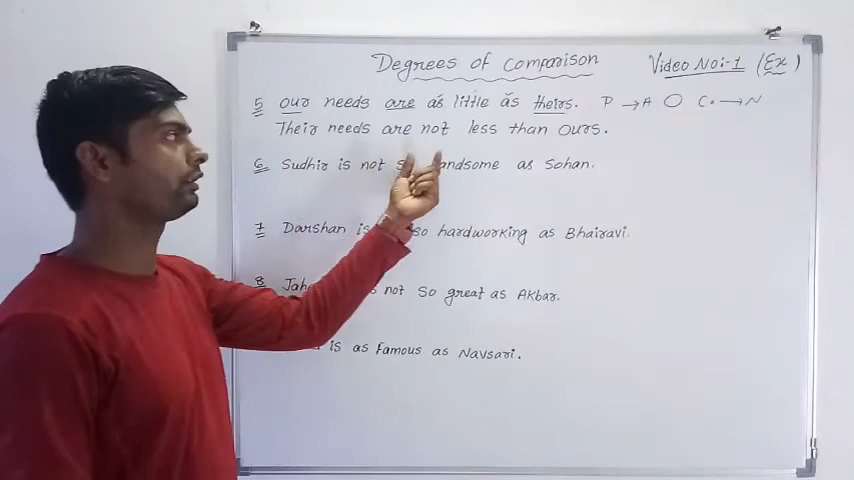 Degrees of Comparison Video No:-1 (Ex)
5 our needs are as little as theirs. P → A O C. → N
Their needs are not less than ours.
6 Sudhir is not so handsome as Sohan.
7 Darshan is so hardworking as Bhairavi.
8 not so great as Akbar.
is as famous as Navsari.